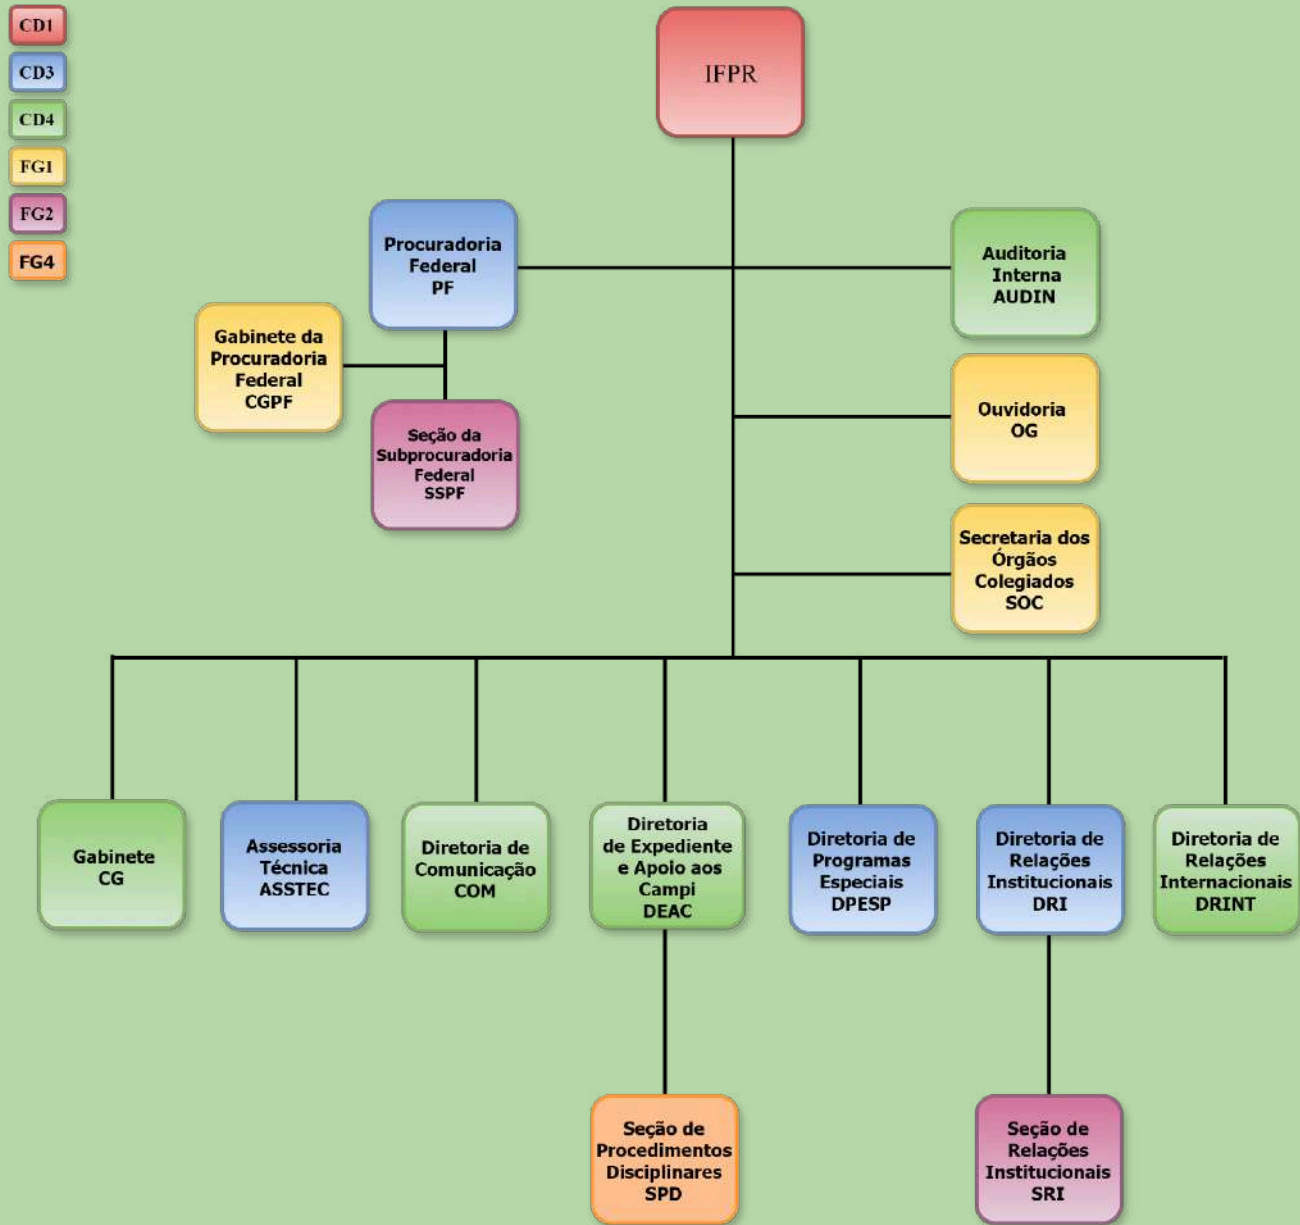 CD1
CD3
CD4
FG1
FG2
FG4
IFPR
Procuradoria
Federal
PF
Auditoria
Interna
AUDIN
Gabinete da
Procuradoria
Federal
CGPF
Seção da
Subprocuradoria
Federal
SSPF
Ouvidoria
OG
Secretaria dos
Órgãos
Colegiados
SOC
Gabinete
CG
Assessoria
Técnica
ASSTEC
Diretoria de
Comunicação
COM
Diretoria
de Expediente
e Apoio aos
Campi
DEAC
Diretoria de
Programas
Especiais
DPESP
Diretoria de
Relações
Institucionais
DRI
Diretoria de
Relações
Internacionais
DRINT
Seção de
Procedimentos
Disciplinares
SPD
Seção de
Relações
Institucionais
SRI